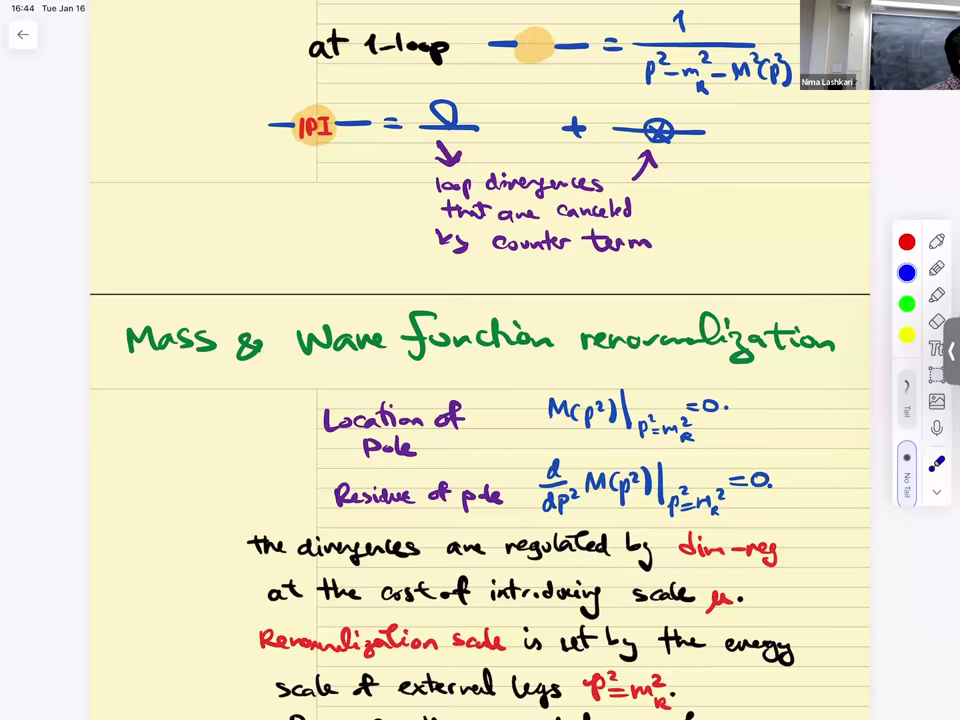 16:44 Tue Jan 16
at 1-loop = 1 / p² - m_R² - M²(p²)
Nima Lashkari
1PI = +
loop divergences
that are canceled
by counter term
Mass & Wave function renormalization
Location of Pole M(p²)|_{p²=m_R²} = 0.
Residue of pole d/dp² M(p²)|_{p²=m_R²} = 0.
the divergences are regulated by dim-reg
at the cost of introducing scale μ.
Renormalization scale is set by the energy
scale of external legs p²=m_R².
Tail
No Tail